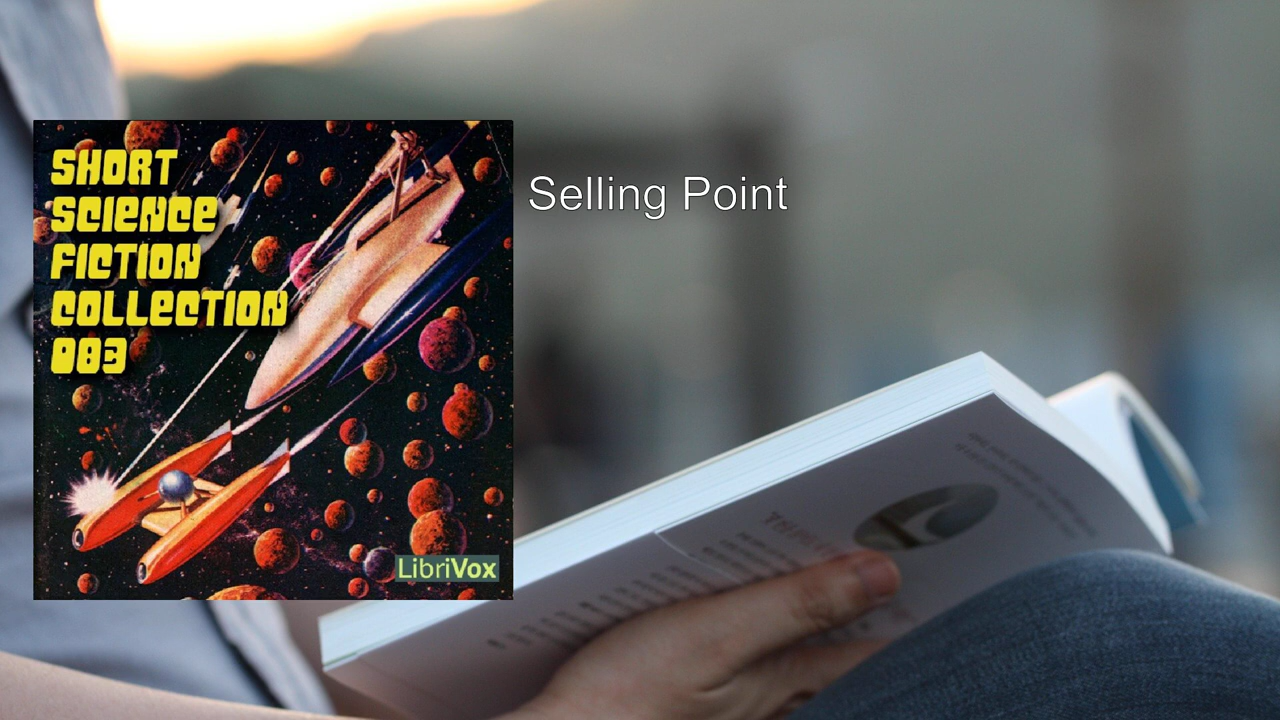 SHORT
SCIENCE
FICTION
COLLECTION
083
LibriVox
Selling Point